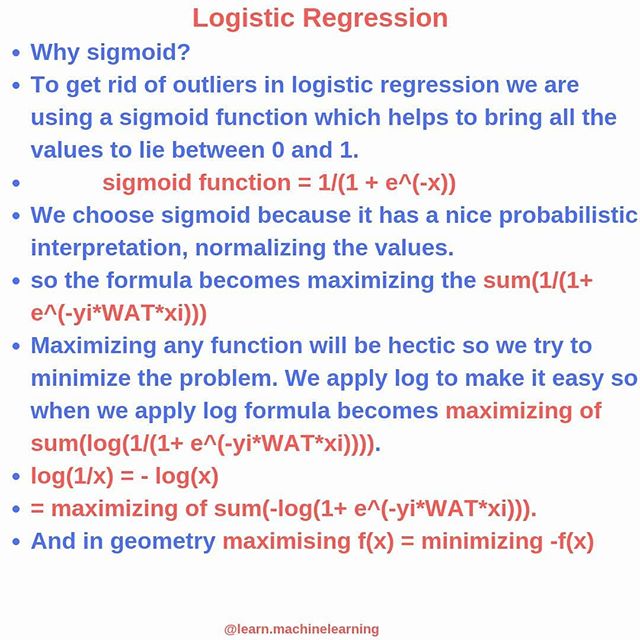 Logistic Regression
• Why sigmoid?
• To get rid of outliers in logistic regression we are
using a sigmoid function which helps to bring all the
values to lie between 0 and 1.
• sigmoid function = 1/(1 + e^(-x))
• We choose sigmoid because it has a nice probabilistic
interpretation, normalizing the values.
• so the formula becomes maximizing the sum(1/(1+
e^(-yi*WAT*xi)))
• Maximizing any function will be hectic so we try to
minimize the problem. We apply log to make it easy so
when we apply log formula becomes maximizing of
sum(log(1/(1+ e^(-yi*WAT*xi)))).
• log(1/x) = - log(x)
• = maximizing of sum(-log(1+ e^(-yi*WAT*xi))).
• And in geometry maximising f(x) = minimizing -f(x)
@learn.machinelearning